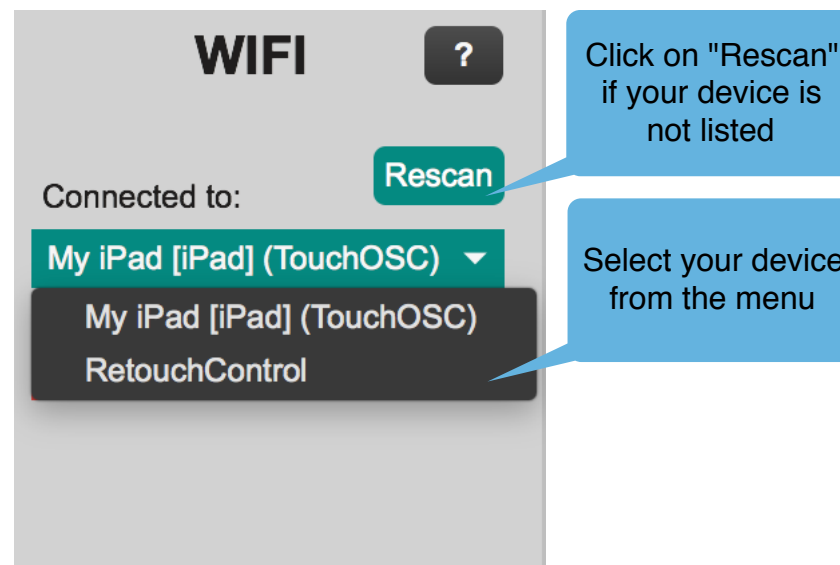 WIFI
?
Click on "Rescan"
if your device is
not listed
Rescan
Connected to:
My iPad [iPad] (TouchOSC)
Select your device
from the menu
My iPad [iPad] (TouchOSC)
RetouchControl